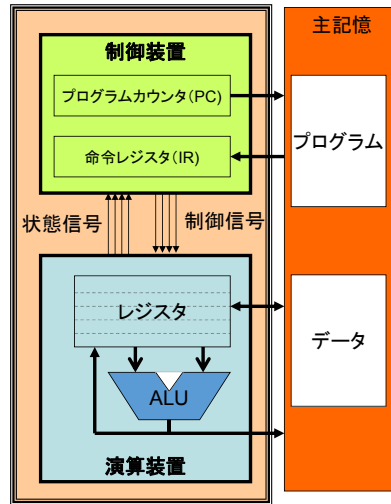 制御装置
プログラムカウンタ(PC)
命令レジスタ(IR)
状態信号
制御信号
レジスタ
ALU
演算装置
主記憶
プログラム
データ